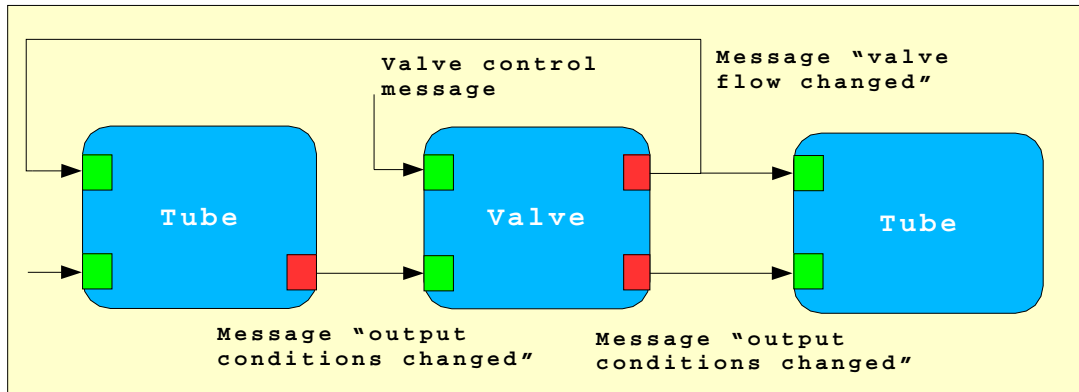 Message “valve
flow changed”
Valve control
message
Tube
Valve
Tube
Message “output
conditions changed”
Message “output
conditions changed”